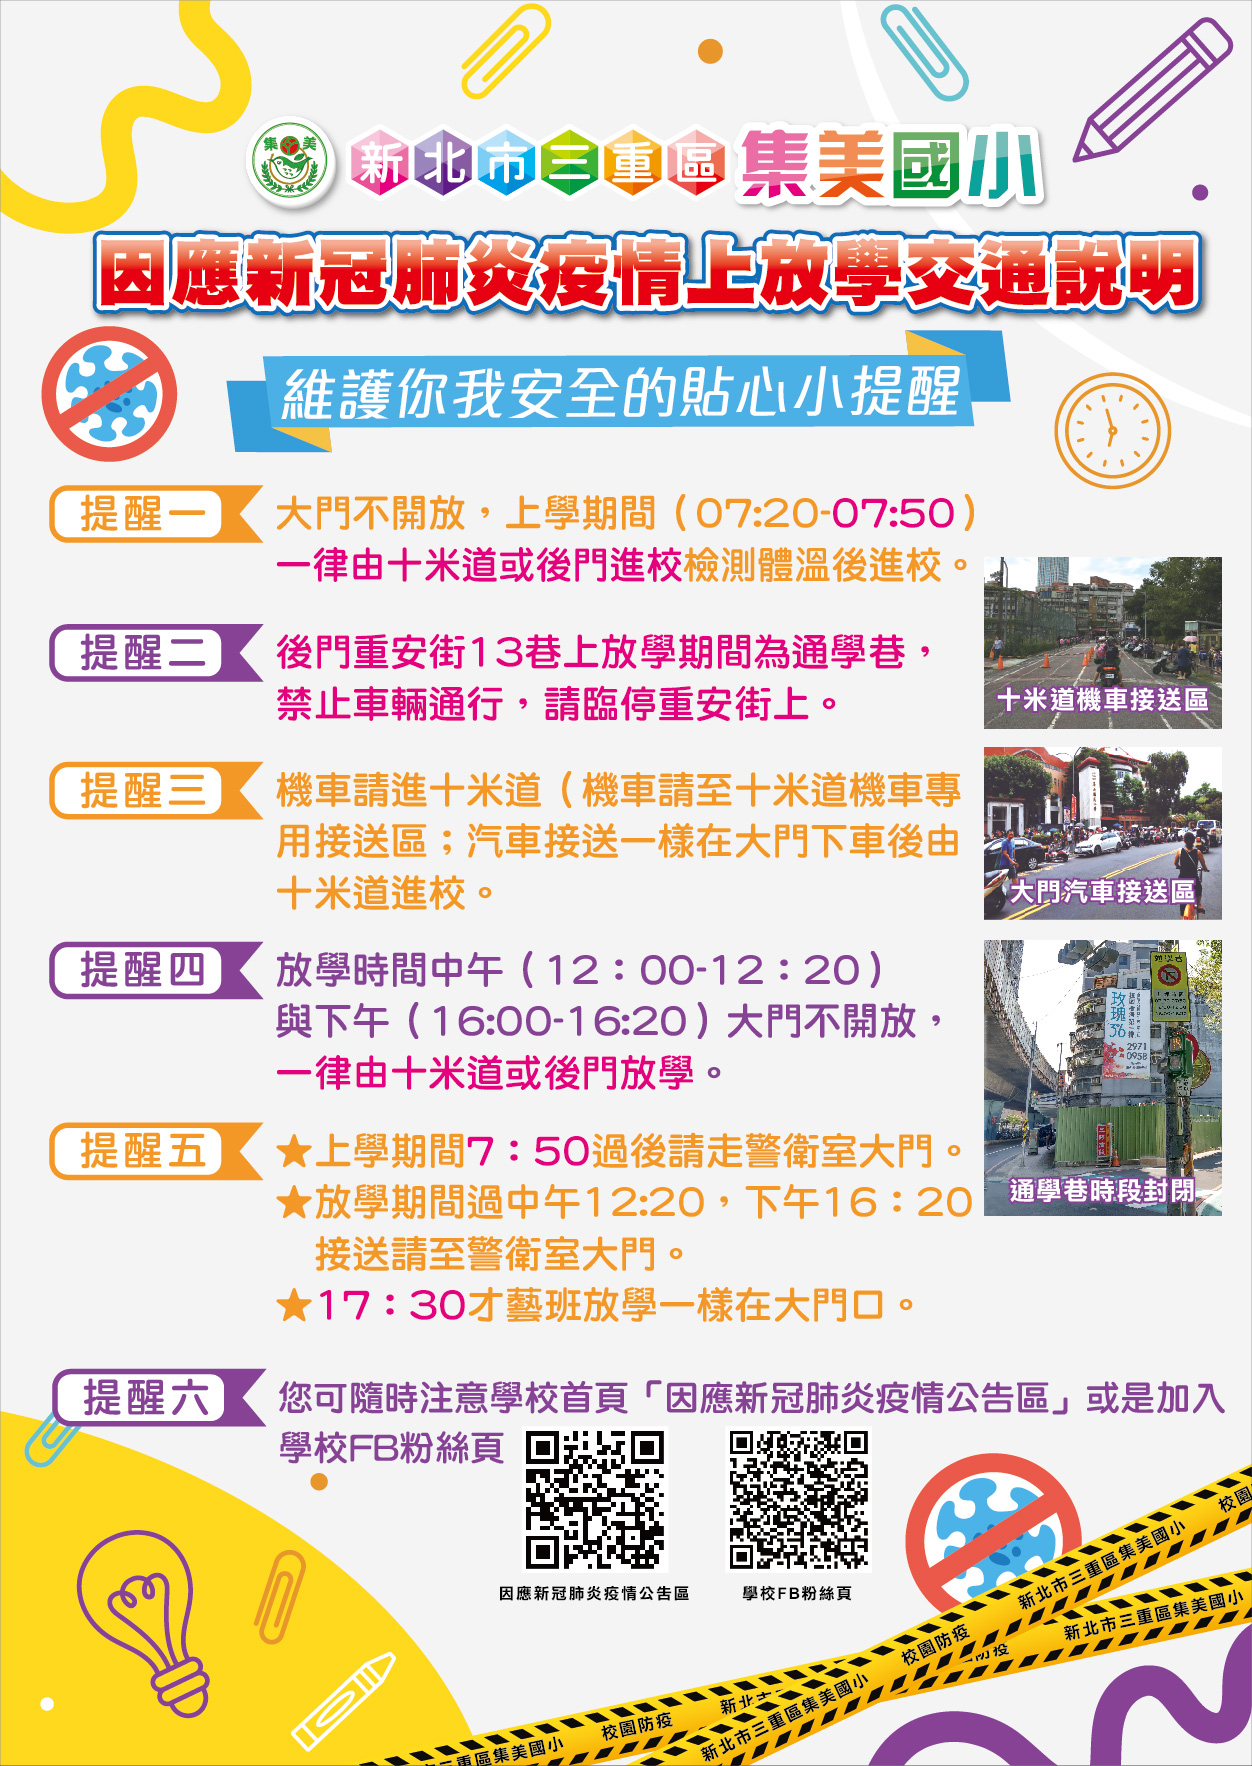 集美
新北市三重區集美國小
因應新冠肺炎疫情上放學交通說明
維護你我安全的貼心小提醒
提醒一
大門不開放，上學期間（07:20-07:50）
一律由十米道或後門進校檢測體溫後進校。
提醒二
後門重安街13巷上放學期間為通學巷，
禁止車輛通行，請臨停重安街上。
十米道機車接送區
提醒三
機車請進十米道（機車請至十米道機車專
用接送區；汽車接送一樣在大門下車後由
十米道進校。
大門汽車接送區
提醒四
放學時間中午（12：00-12：20）
與下午（16:00-16:20）大門不開放，
一律由十米道或後門放學。
玫瑰36
2971
0958
通學巷時段封閉
提醒五
★上學期間7：50過後請走警衛室大門。
★放學期間過中午12:20，下午16：20
接送請至警衛室大門。
★17：30才藝班放學一樣在大門口。
提醒六
您可隨時注意學校首頁「因應新冠肺炎疫情公告區」或是加入
學校FB粉絲頁
因應新冠肺炎疫情公告區
學校FB粉絲頁
新北市三重區集美國小
校園
校園防疫
新北市三重區集美國小
新北市三重區集美國小
校園防疫
重區集美國小